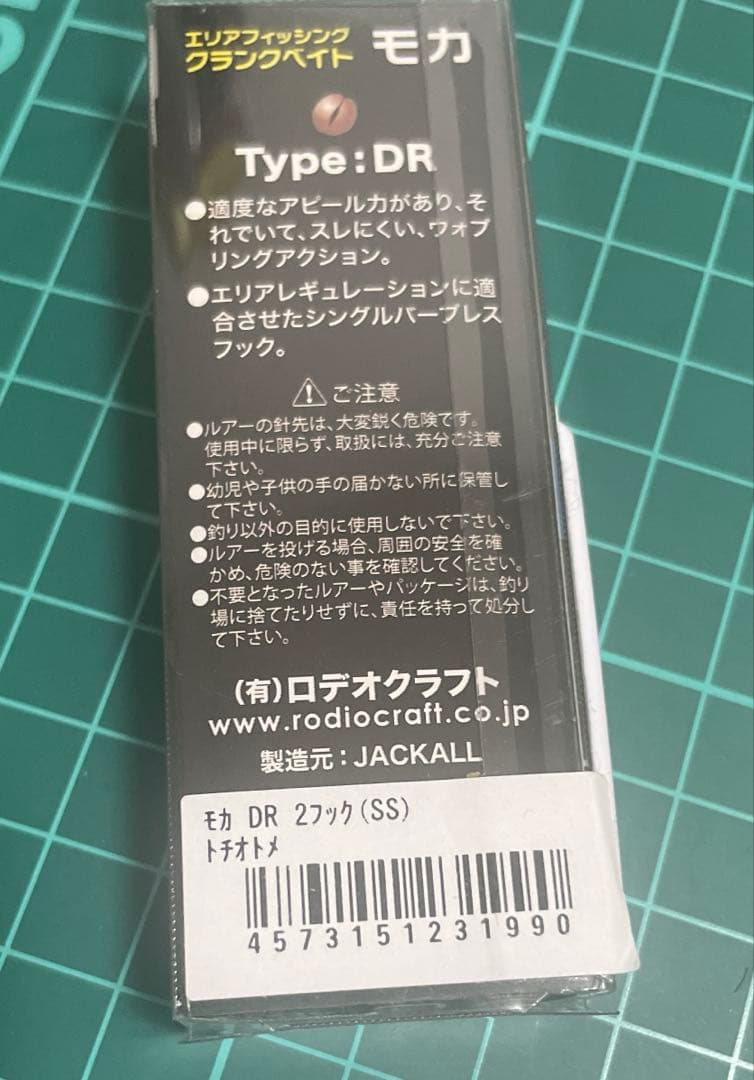 エリアフィッシング
クランクベイト モカ
Type:DR
●適度なアピール力があり、そ
れでいて、スレにくい、ウォブ
リングアクション。
●エリアレギュレーションに適
合させたシングルバーブレス
フック。
⚠ご注意
●ルアーの針先は、大変鋭く危険です。
使用中に限らず、取扱には、充分ご注意
下さい。
●幼児や子供の手の届かない所に保管し
て下さい。
●釣り以外の目的に使用しないで下さい。
●ルアーを投げる場合、周囲の安全を確
かめ、危険のない事を確認してください。
●不要となったルアーやパッケージは、釣り
場に捨てたりせずに、責任を持って処分し
て下さい。
(有)ロデオクラフト
www.rodiocraft.co.jp
製造元:JACKALL
ﾓｶ DR 2ﾌｯｸ(SS)
ﾄﾁｵﾄﾒ
4573151231990